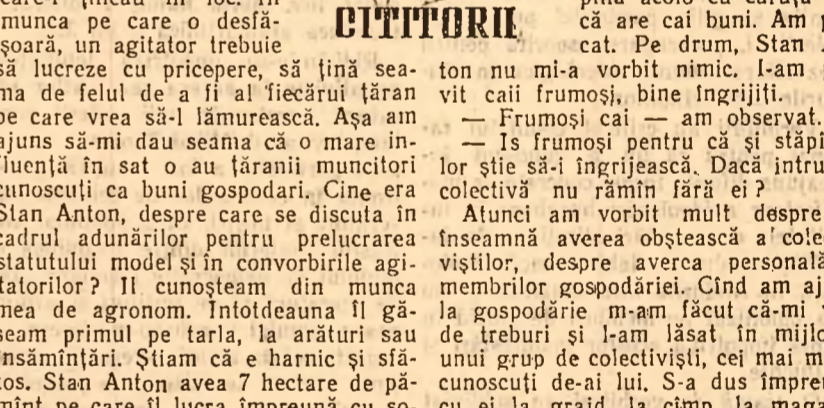 munca pe care o desfă-
șoară, un agitator trebuie
să lucreze cu pricepere, să țină sea-
ma de felul de a fi al fiecărui țăran
pe care vrea să-l lămurească. Așa am
ajuns să-mi dau seama că o mare in-
fluență în sat o au țăranii muncitori
cunoscuți ca buni gospodari. Cine era
Stan Anton, despre care se discuta în
cadrul adunărilor pentru prelucrarea
statutului model și în convorbirile agi-
tatorilor? Il cunoșteam din munca
mea de agronom. Intotdeauna îl gă-
seam primul pe tarla, la arături sau
însămînțări. Știam că e harnic și sfă-
tos. Stan Anton avea 7 hectare de pă-
mînt pe care îl lucra împreună cu so-
CITITORII
că are cai buni. Am
cat. Pe drum, Stan
ton nu mi-a vorbit nimic. I-am
vit caii frumoși, bine îngrijiți.
— Frumoși cai — am observat.
— Is frumoși pentru că și stăpî
lor știe să-i îngrijească. Dacă intru
colectivă nu rămîn fără ei?
Atunci am vorbit mult despre
înseamnă averea obștească a cole
viștilor, despre averea personală
membrilor gospodăriei. Cînd am aj
la gospodărie m-am făcut că-mi
de treburi și l-am lăsat în mijlo
unui grup de colectiviști, cei mai m
cunoscuți de-ai lui. S-a dus împreu
cu ei la grajd, la cîmp, la maga